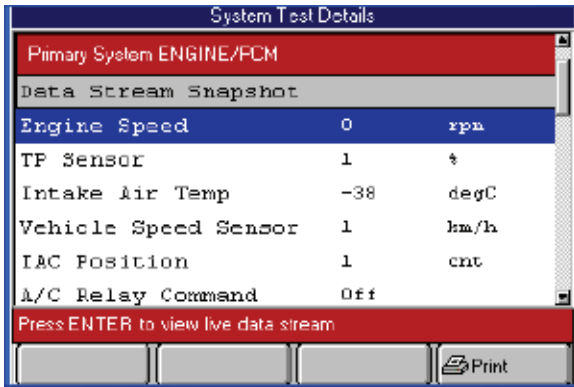 System Test Details
Primary System ENGINE/PCM
Data Stream Snapshot
Engine Speed 0 rpm
TP Sensor 1 %
Intake Air Temp -38 degC
Vehicle Speed Sensor 1 km/h
IAC Position 1 cnt
A/C Relay Command Off
Press ENTER to view live data stream
Print